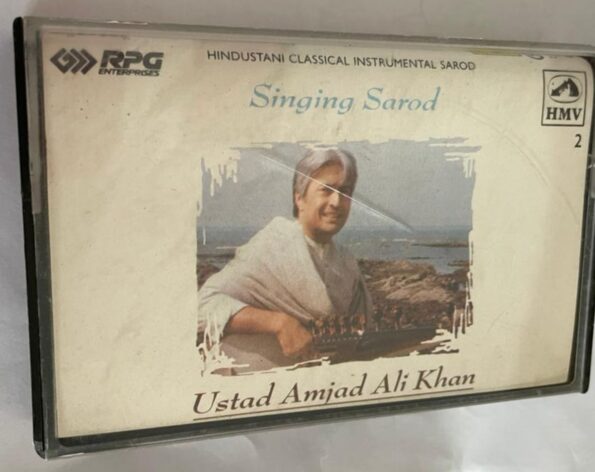 RPG
ENTERPRISES
HINDUSTANI CLASSICAL INSTRUMENTAL SAROD
Singing Sarod
HMV
2
Ustad Amjad Ali Khan